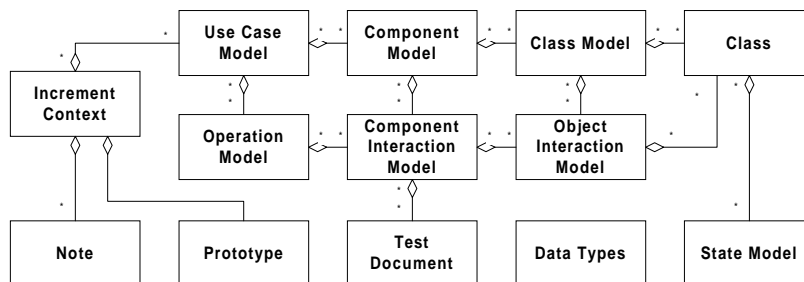 Use Case
Model
Component
Model
Class Model
Class
Increment
Context
Operation
Model
Component
Interaction
Model
Object
Interaction
Model
Note
Prototype
Test
Document
Data Types
State Model